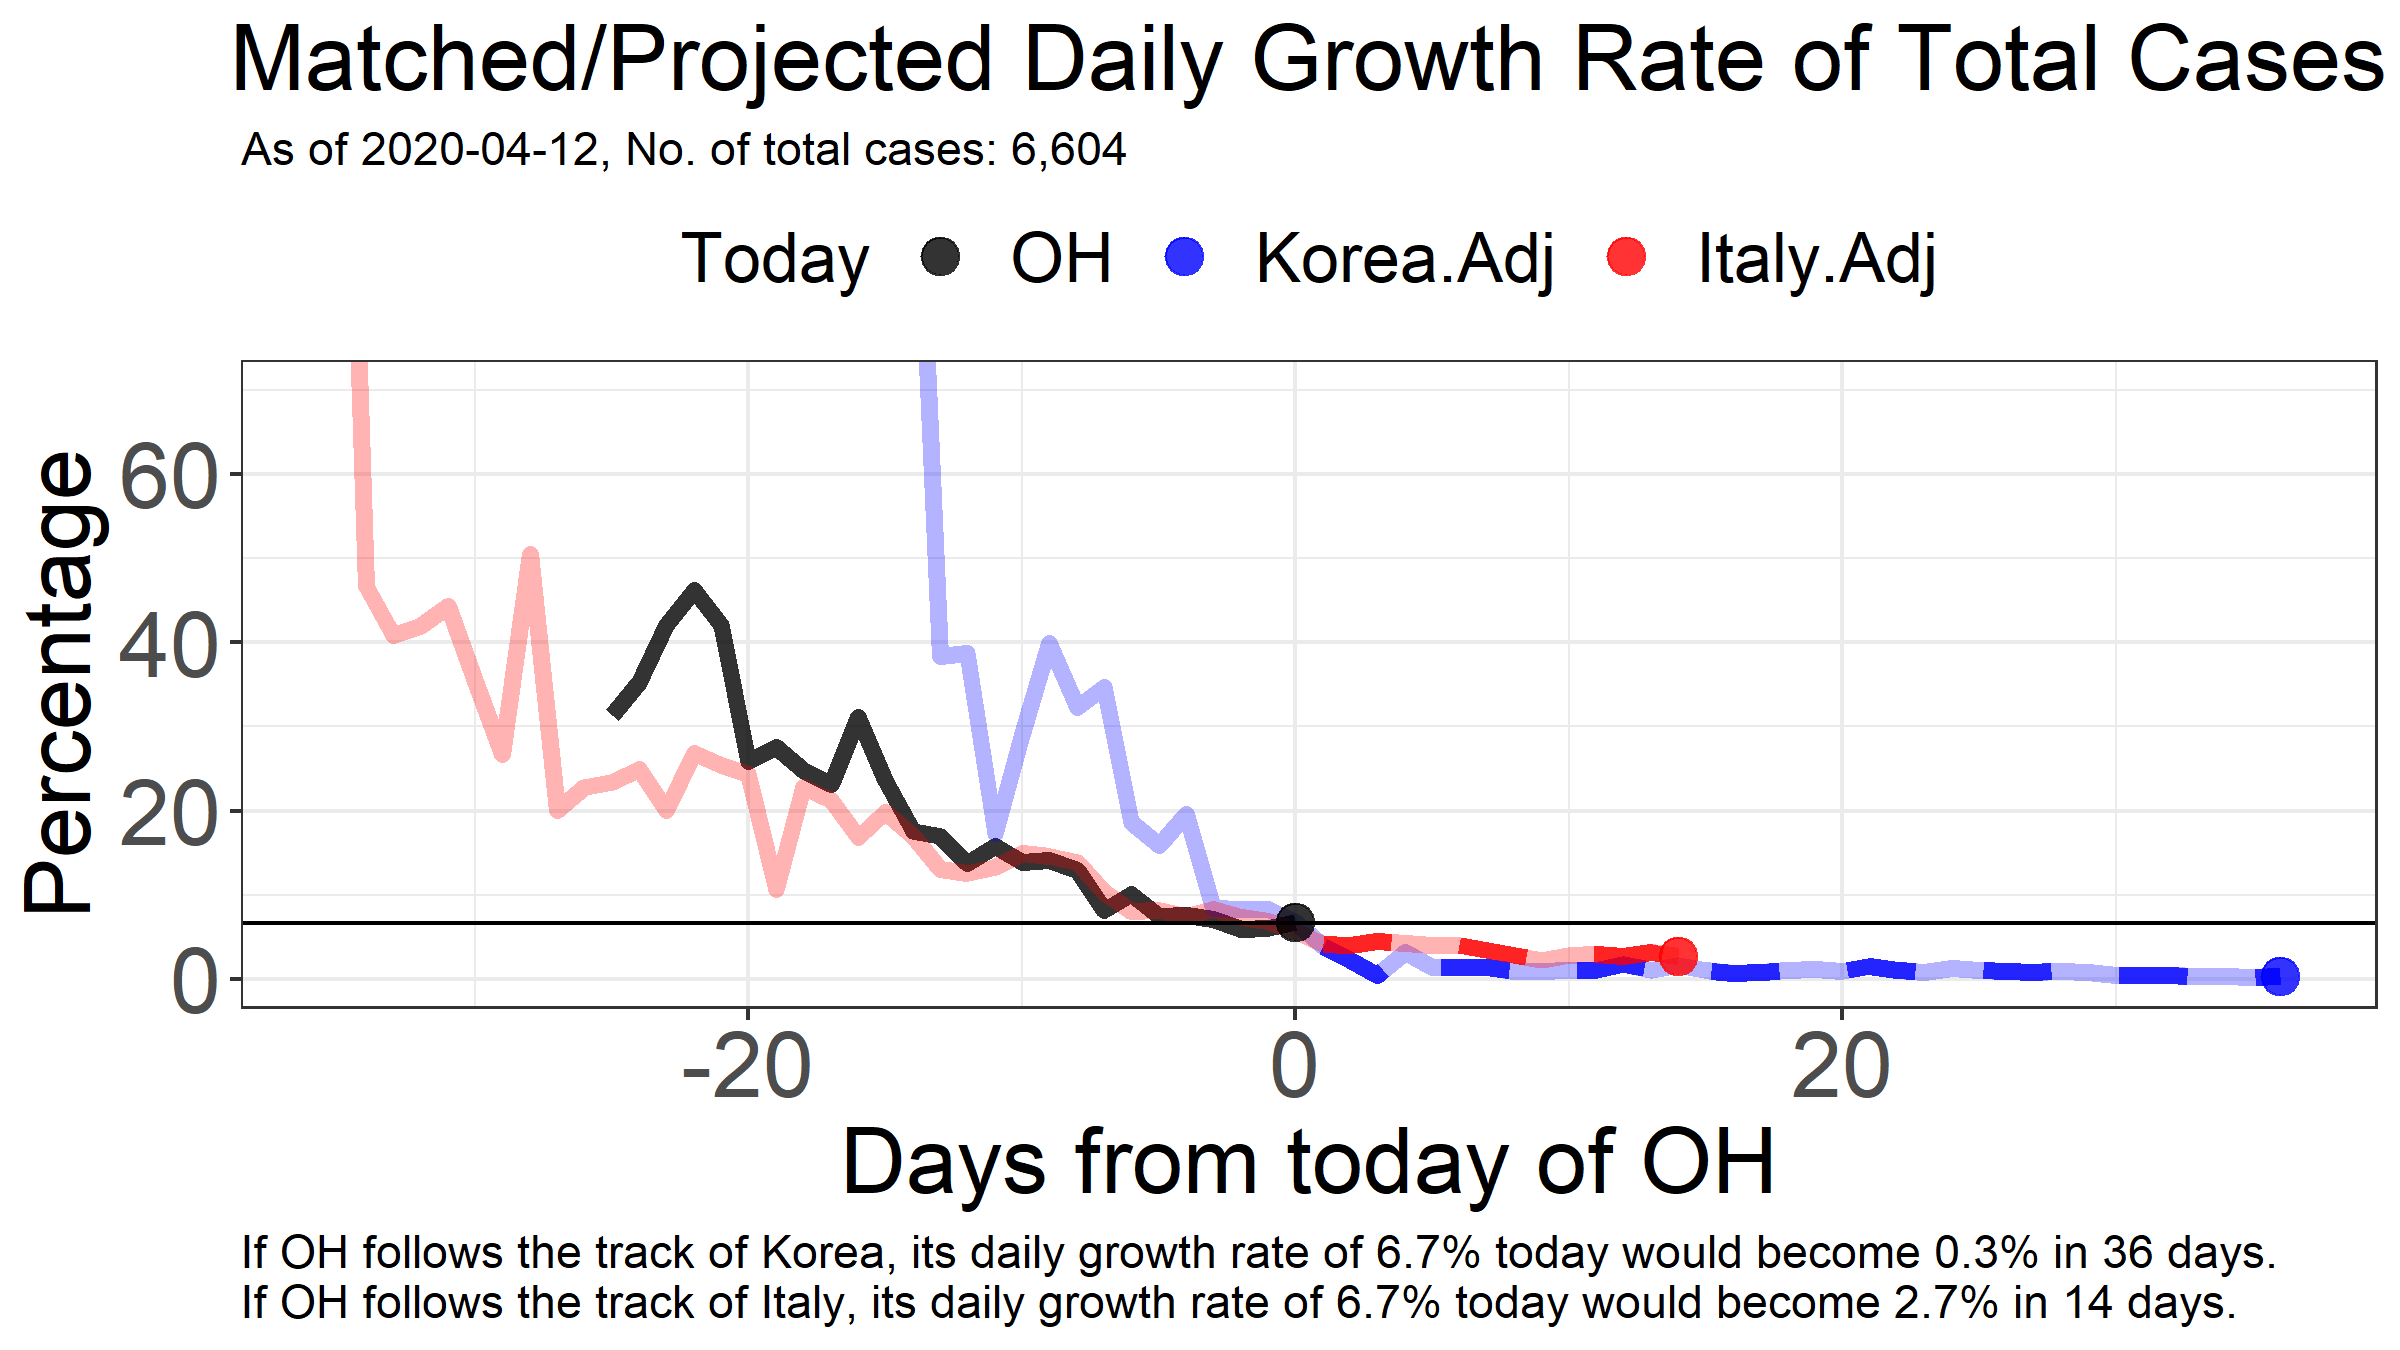 Matched/Projected Daily Growth Rate of Total Cases
As of 2020-04-12, No. of total cases: 6,604
Today OH Korea.Adj Italy.Adj
Percentage
60
40
20
0
-20 0 20
Days from today of OH
If OH follows the track of Korea, its daily growth rate of 6.7% today would become 0.3% in 36 days.
If OH follows the track of Italy, its daily growth rate of 6.7% today would become 2.7% in 14 days.